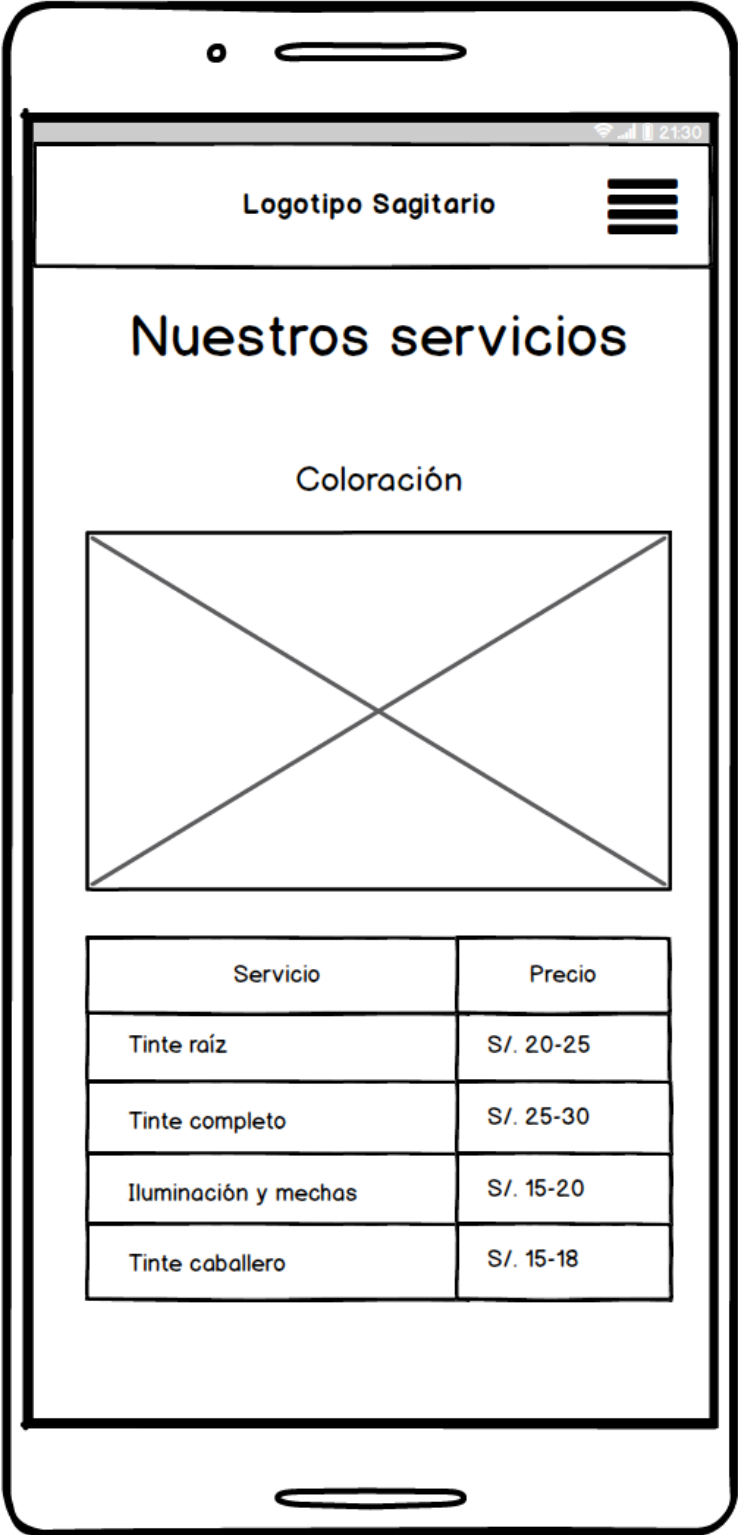 21:30
Logotipo Sagitario
Nuestros servicios
Coloración
Servicio Precio
Tinte raíz S/. 20-25
Tinte completo S/. 25-30
Iluminación y mechas S/. 15-20
Tinte caballero S/. 15-18